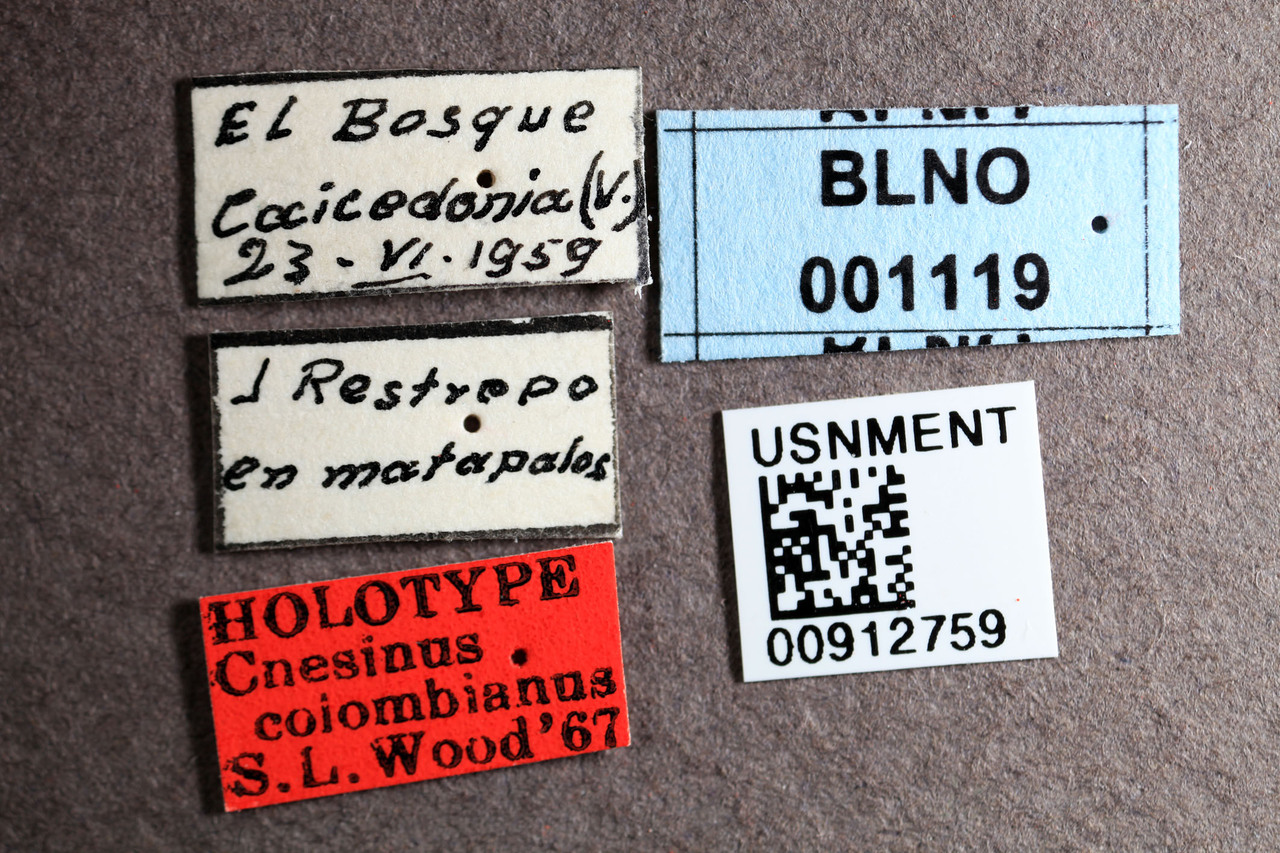 El Bosque
Caicedonia (V.)
23 - VI. 1959
J Restrepo
en matapalos
HOLOTYPE
Cnesinus
colombianus
S.L. Wood '67
BLNO
001119
USNMENT
00912759